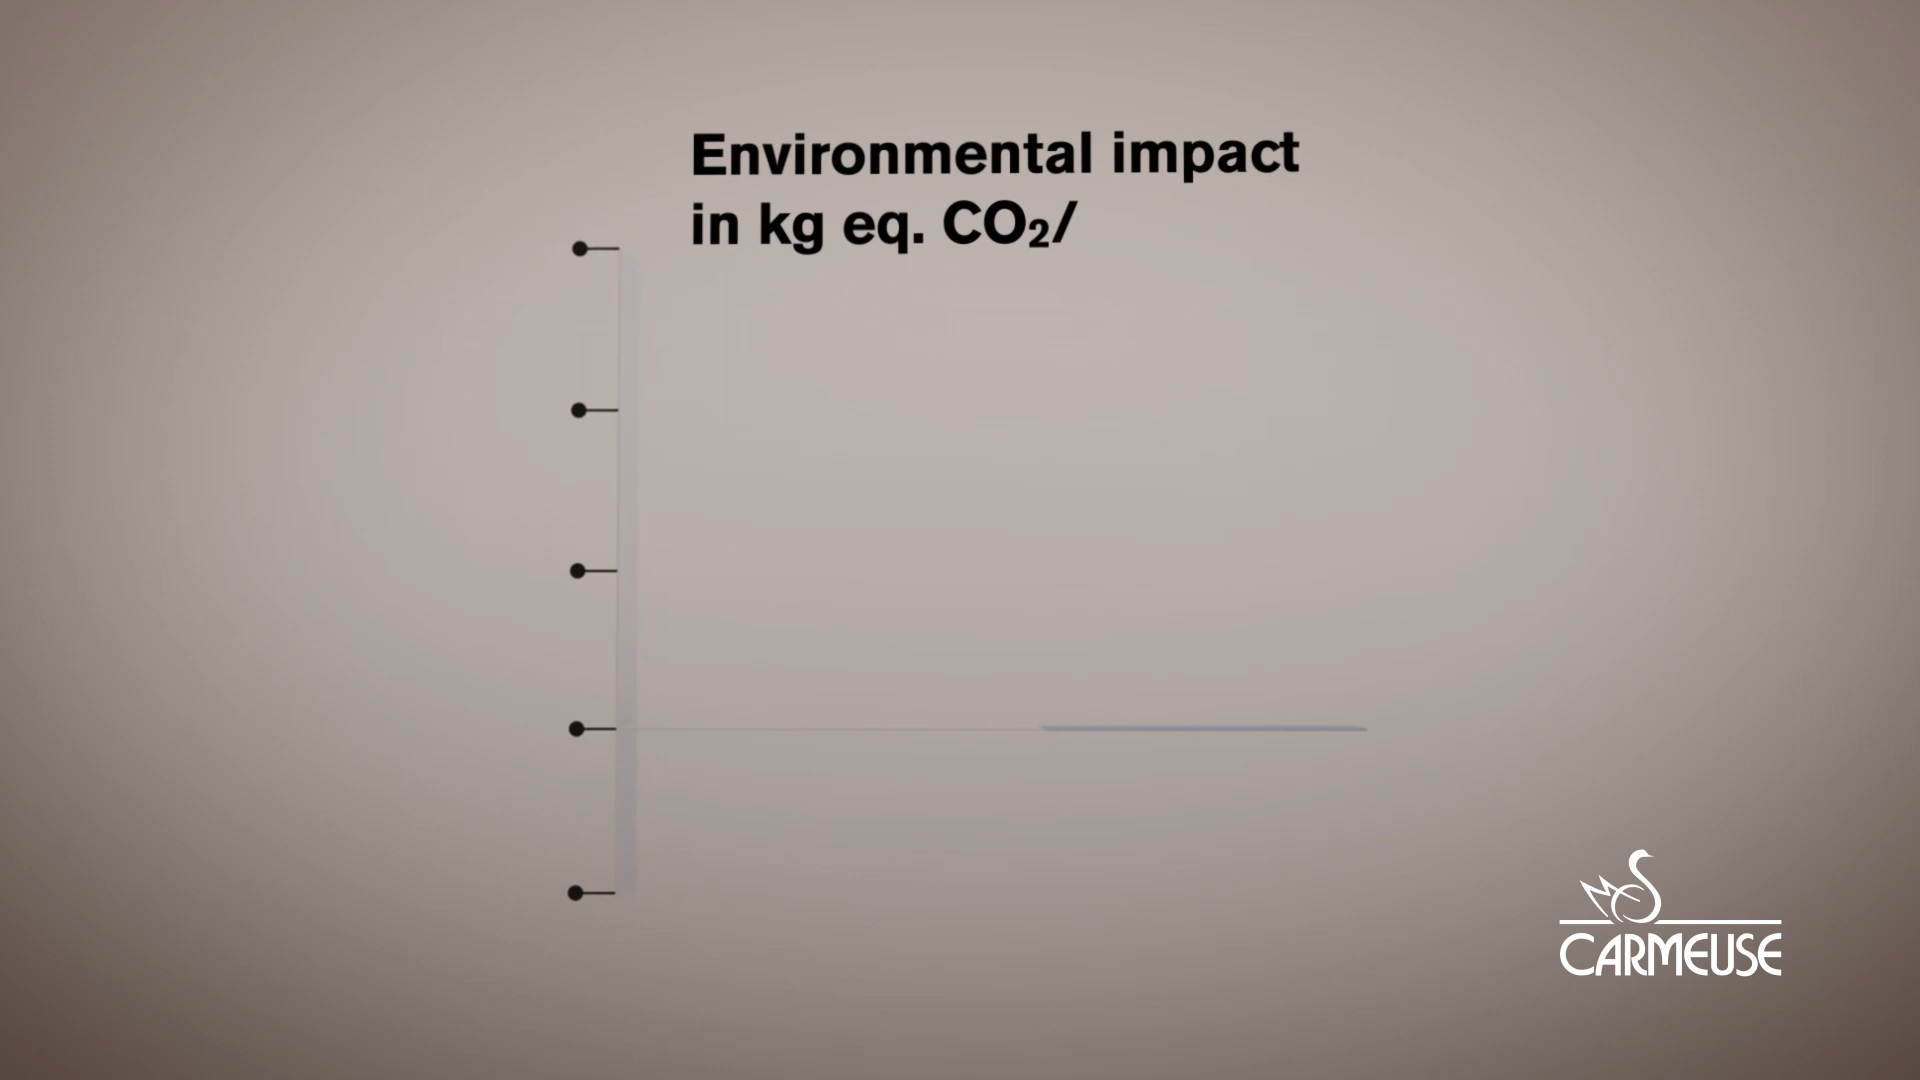 Environmental impact
in kg eq. CO₂/
CARMEUSE